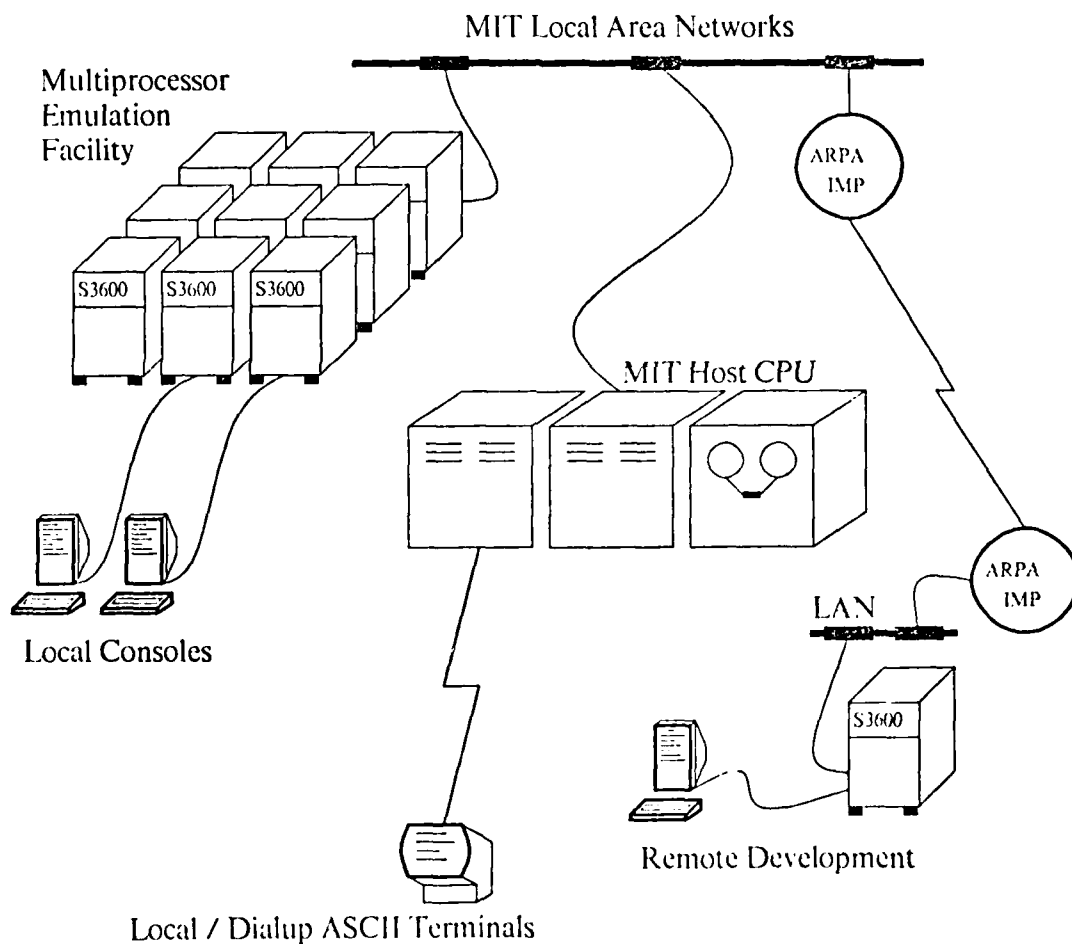 MIT Local Area Networks
Multiprocessor
Emulation
Facility
ARPA
IMP
S3600 S3600 S3600
MIT Host CPU
ARPA
IMP
LAN
Local Consoles
S3600
Remote Development
Local / Dialup ASCII Terminals